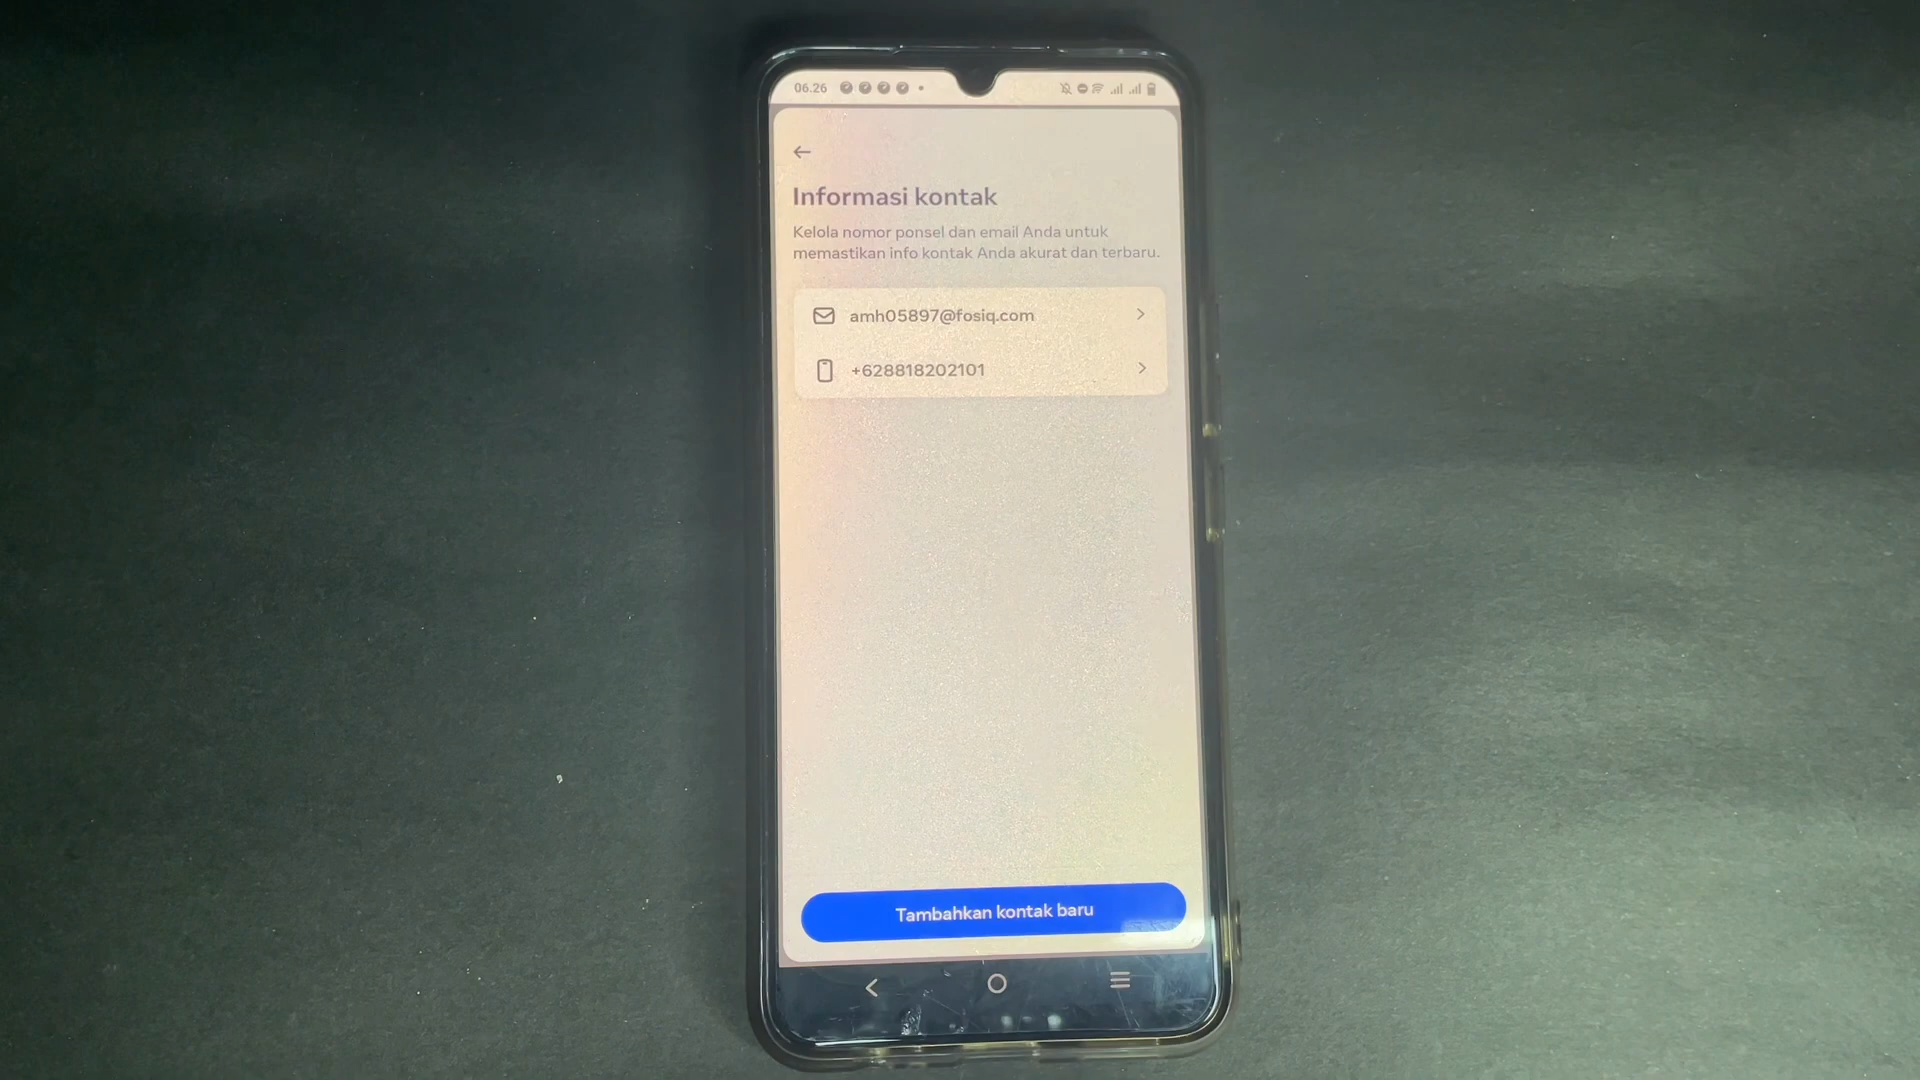 06.26
Informasi kontak
Kelola nomor ponsel dan email Anda untuk
memastikan info kontak Anda akurat dan terbaru.
amh05897@fosiq.com
+628818202101
Tambahkan kontak baru